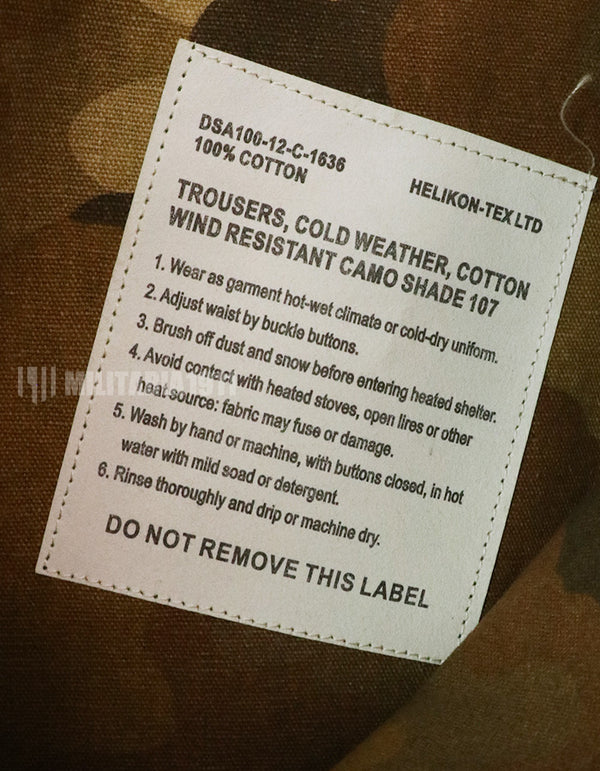 DSA100-12-C-1636
100% COTTON
HELIKON-TEX LTD
TROUSERS, COLD WEATHER, COTTON
WIND RESISTANT CAMO SHADE 107
1. Wear as garment hot-wet climate or cold-dry uniform.
2. Adjust waist by buckle buttons.
3. Brush off dust and snow before entering heated shelter.
4. Avoid contact with heated stoves, open lires or other
heat source: fabric may fuse or damage.
5. Wash by hand or machine, with buttons closed, in hot
water with mild soad or detergent.
6. Rinse thoroughly and drip or machine dry.
DO NOT REMOVE THIS LABEL